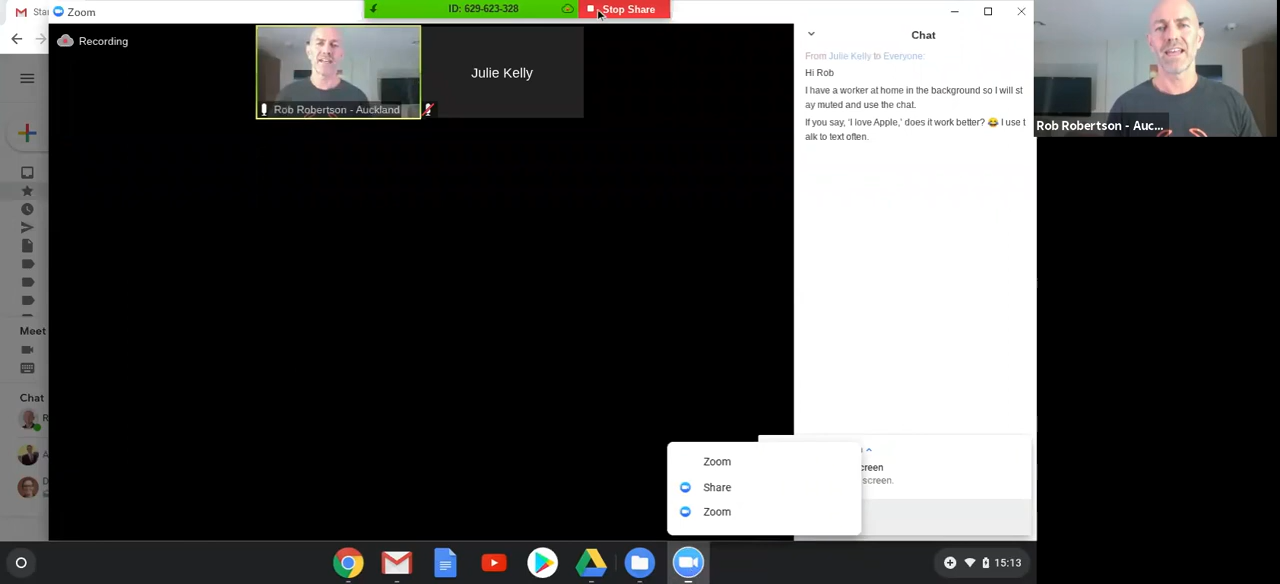 Sta
Zoom
ID: 629-623-328
Stop Share
Recording
Rob Robertson - Auckland
Julie Kelly
Chat
From Julie Kelly to Everyone:
Hi Rob
I have a worker at home in the background so I will st
ay muted and use the chat.
If you say, 'I love Apple,' does it work better? 😂 I use t
alk to text often.
Rob Robertson - Auc...
Meet
Chat
R
A
D
Zoom
Share
Zoom
creen
screen.
15:13